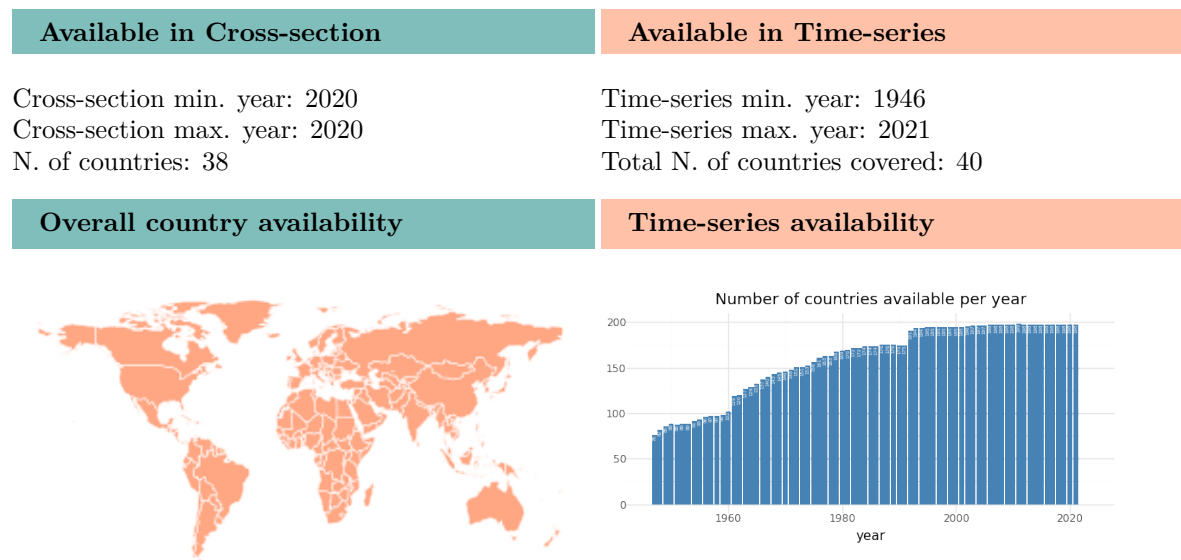 Available in Cross-section
Available in Time-series
Cross-section min. year: 2020
Cross-section max. year: 2020
N. of countries: 38
Time-series min. year: 1946
Time-series max. year: 2021
Total N. of countries covered: 40
Overall country availability
Time-series availability
Number of countries available per year
200
150
100
50
0
1960
1980
2000
2020
year